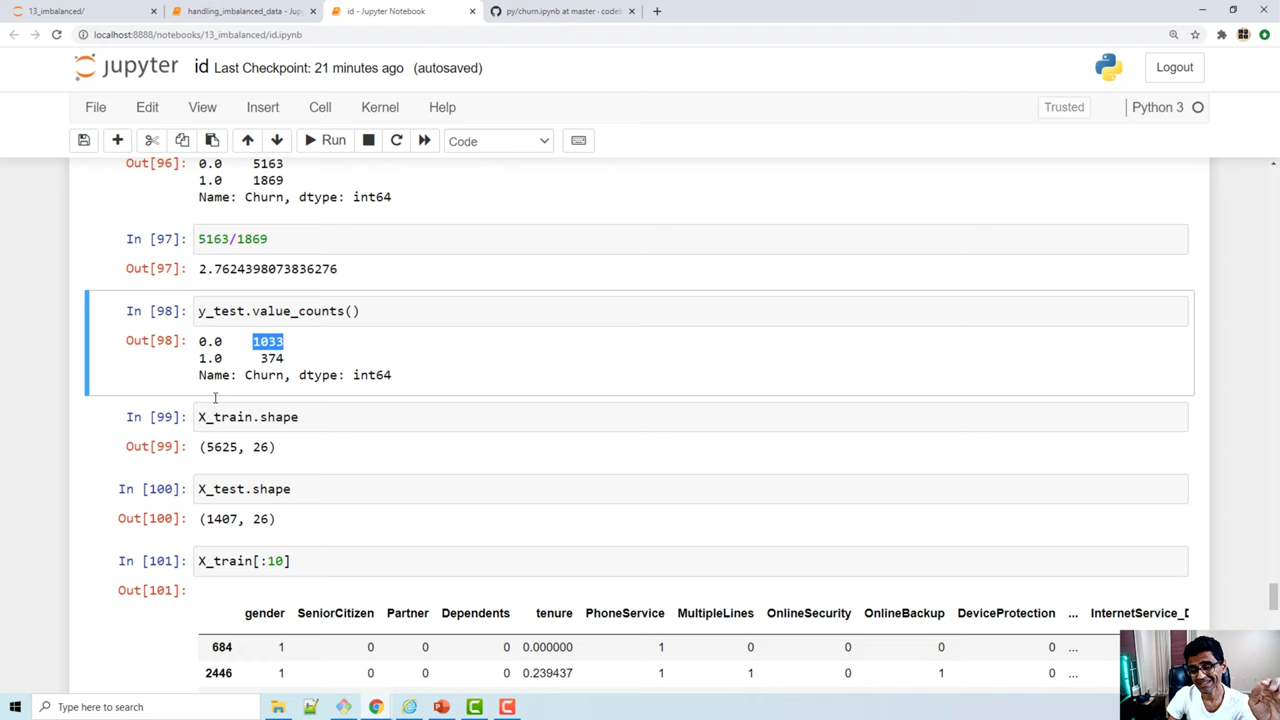 13_imbalanced/
handling_imbalanced_data - Jup
id - Jupyter Notebook
py/churn.ipynb at master · codeb
localhost:8888/notebooks/13_imbalanced/id.ipynb
jupyter id Last Checkpoint: 21 minutes ago (autosaved)
Logout
File Edit View Insert Cell Kernel Help
Trusted
Python 3
Run
Code
Out[96]: 0.0 5163
1.0 1869
Name: Churn, dtype: int64
In [97]: 5163/1869
Out[97]: 2.7624398073836276
In [98]: y_test.value_counts()
Out[98]: 0.0 1033
1.0 374
Name: Churn, dtype: int64
In [99]: X_train.shape
Out[99]: (5625, 26)
In [100]: X_test.shape
Out[100]: (1407, 26)
In [101]: X_train[:10]
Out[101]:
gender SeniorCitizen Partner Dependents tenure PhoneService MultipleLines OnlineSecurity OnlineBackup DeviceProtection ... InternetService_D
684 1 0 0 0 0.000000 1 0 0 0 0 ...
2446 1 0 0 0 0.239437 1 1 0 1 0 ...
Type here to search